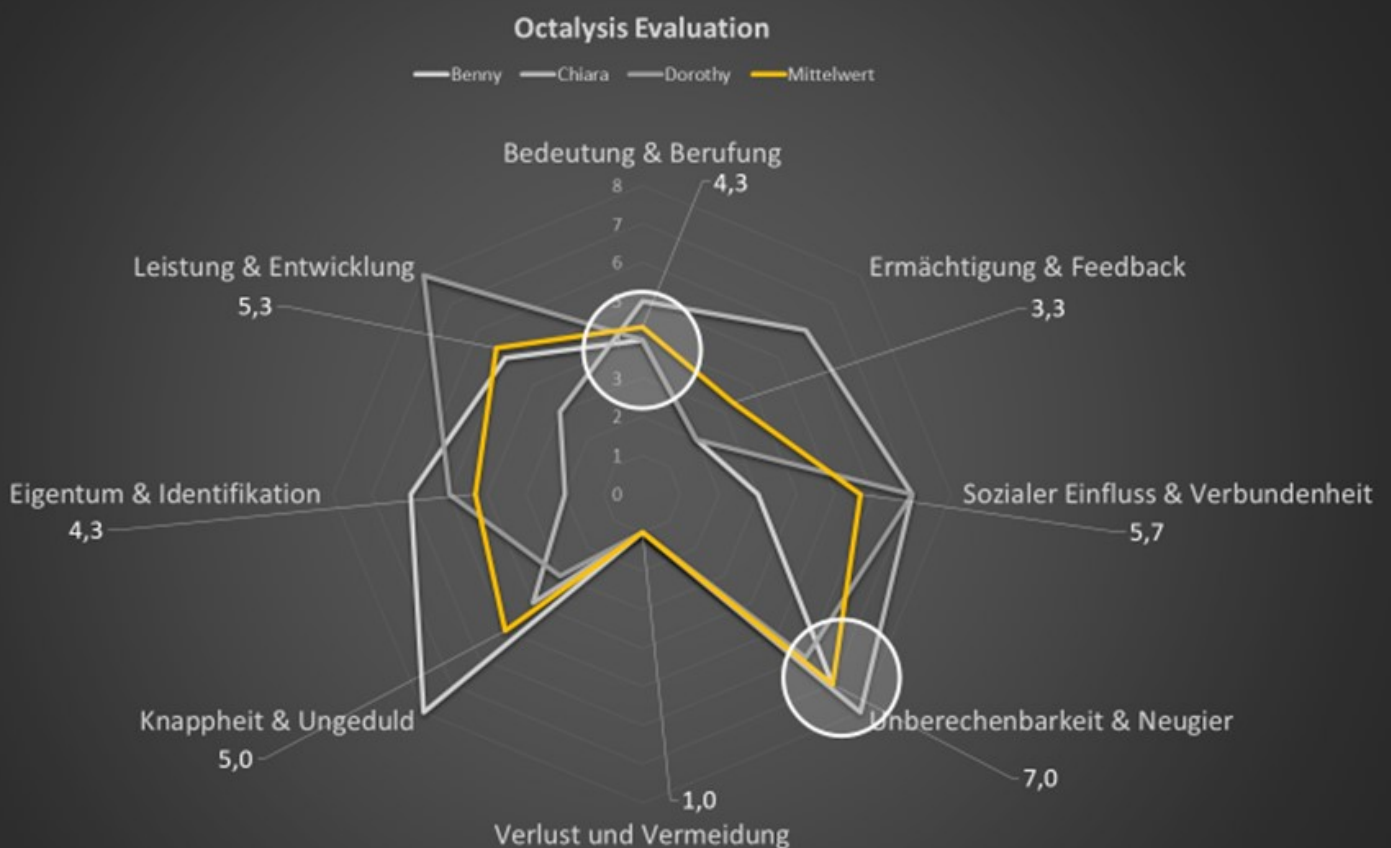 Octalysis Evaluation
Benny Chiara Dorothy Mittelwert
Bedeutung & Berufung
4,3
8
7
6
5
3
2
1
0
Leistung & Entwicklung
5,3
Ermächtigung & Feedback
3,3
Eigentum & Identifikation
4,3
Sozialer Einfluss & Verbundenheit
5,7
Knappheit & Ungeduld
5,0
Unberechenbarkeit & Neugier
7,0
1,0
Verlust und Vermeidung